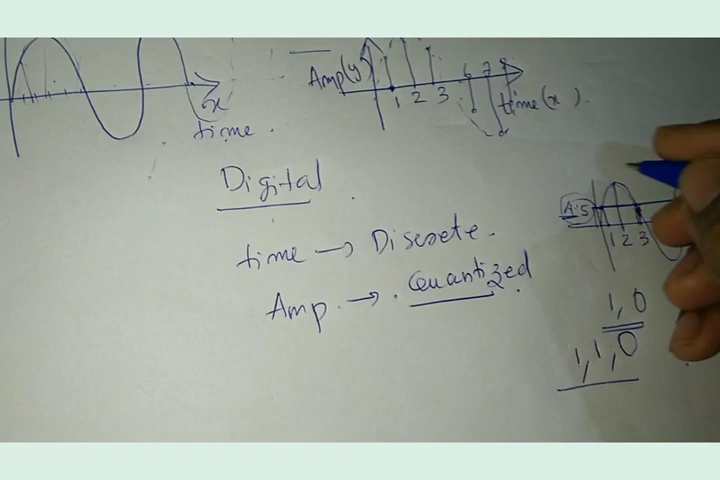 x
time.
Amp(y)
1 2 3 6 7 8
time(x).
Digital
time → Discrete.
Amp. → Quantized
1 2 3
1,0
1,1,0